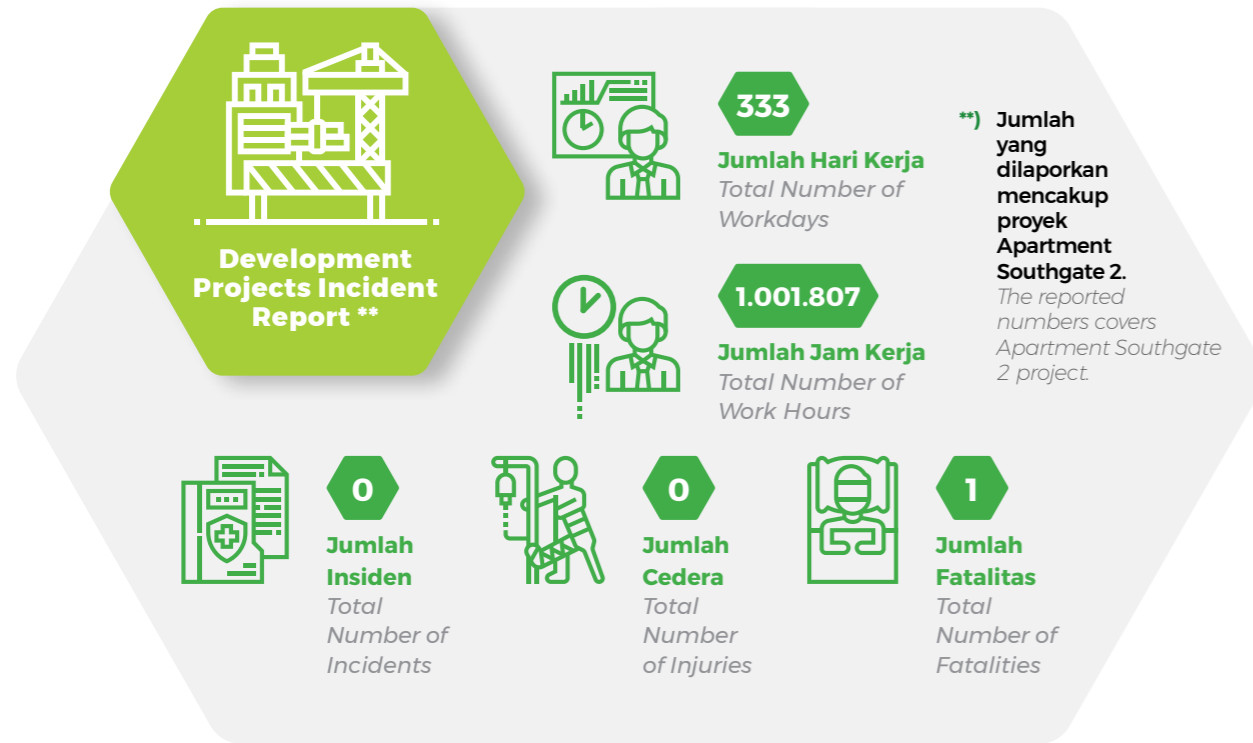 Development
Projects Incident
Report **
333
Jumlah Hari Kerja
Total Number of
Workdays
1.001.807
Jumlah Jam Kerja
Total Number of
Work Hours
**) Jumlah
yang
dilaporkan
mencakup
proyek
Apartment
Southgate 2.
The reported
numbers covers
Apartment Southgate
2 project.
0
Jumlah
Insiden
Total
Number of
Incidents
0
Jumlah
Cedera
Total
Number
of Injuries
1
Jumlah
Fatalitas
Total
Number of
Fatalities